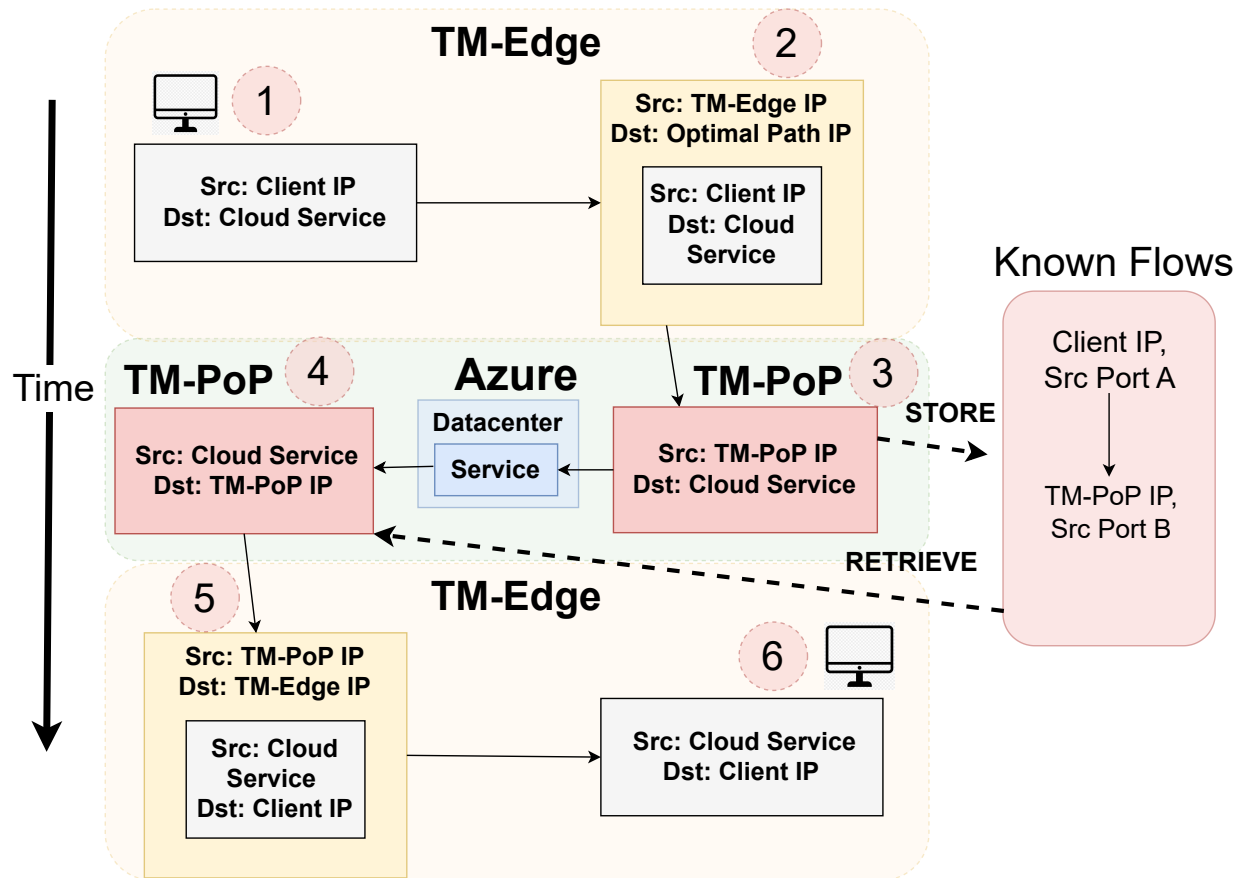 TM-Edge
1
2
Src: Client IP
Dst: Cloud Service
Src: TM-Edge IP
Dst: Optimal Path IP
Src: Client IP
Dst: Cloud
Service
Time
Known Flows
Client IP,
Src Port A
TM-PoP IP,
Src Port B
STORE
RETRIEVE
TM-PoP
4
Azure
TM-PoP
3
Src: Cloud Service
Dst: TM-PoP IP
Datacenter
Service
Src: TM-PoP IP
Dst: Cloud Service
TM-Edge
5
6
Src: TM-PoP IP
Dst: TM-Edge IP
Src: Cloud
Service
Dst: Client IP
Src: Cloud Service
Dst: Client IP